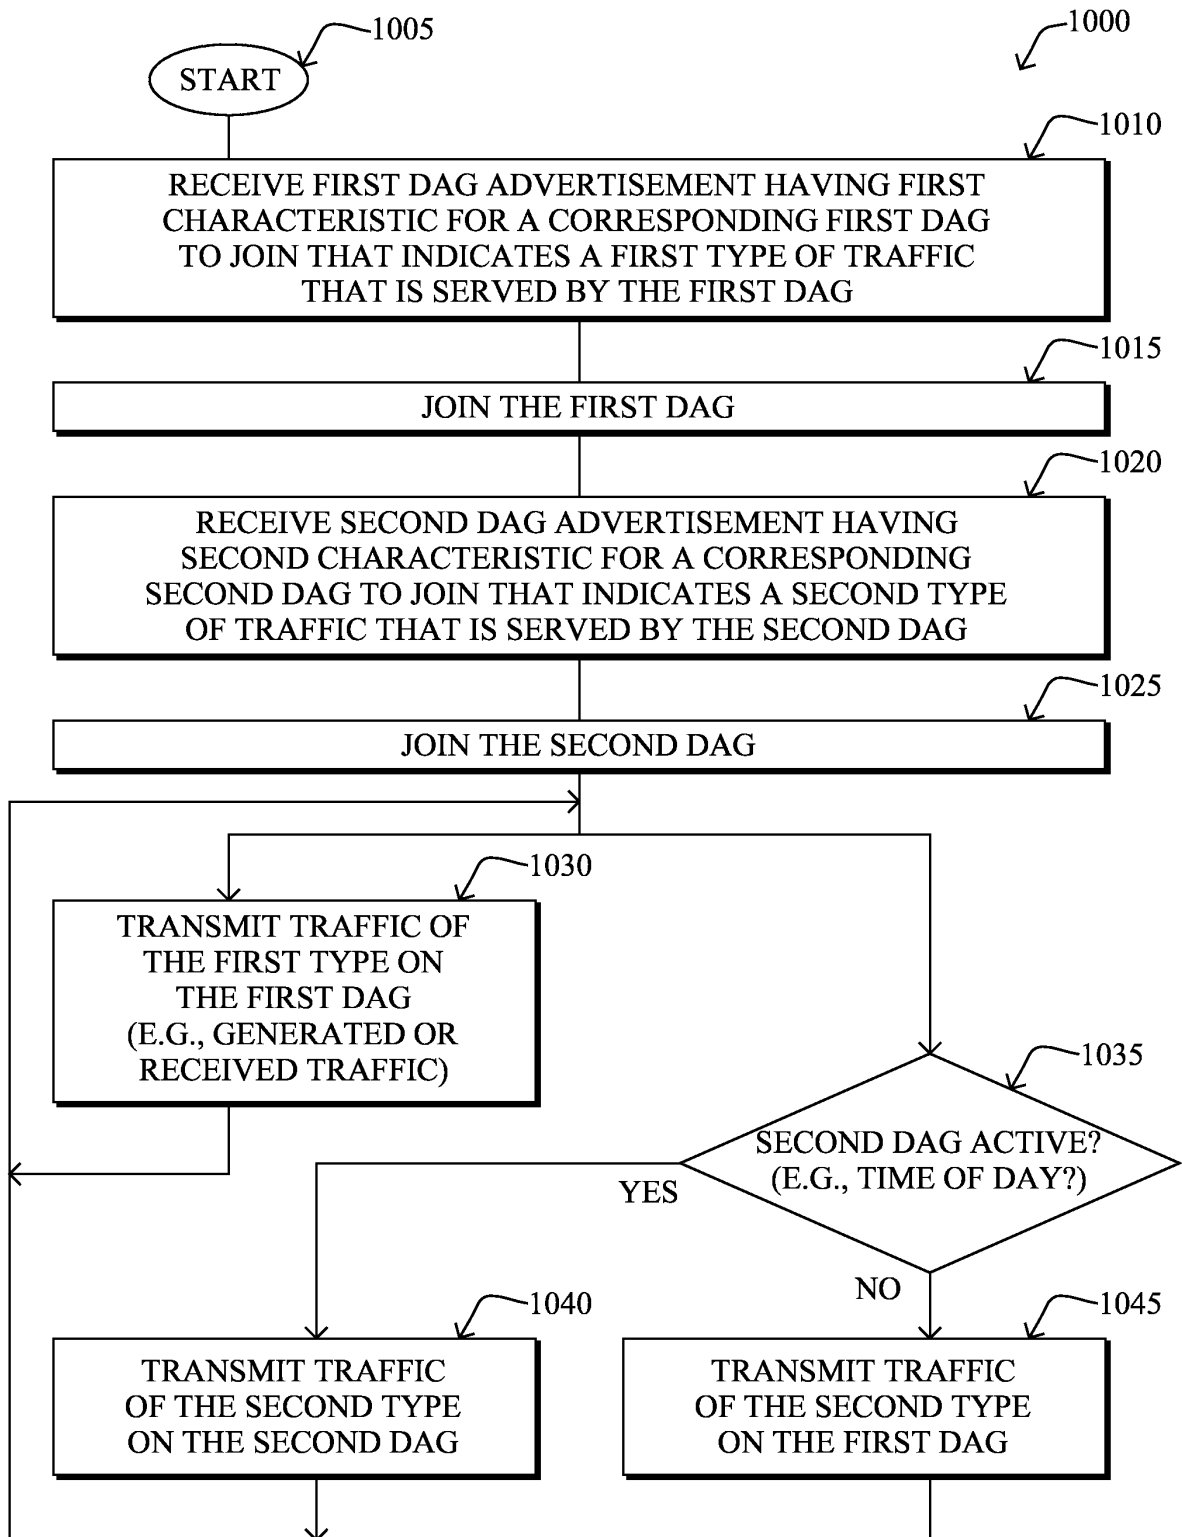 1005
1000
START
1010
RECEIVE FIRST DAG ADVERTISEMENT HAVING FIRST
CHARACTERISTIC FOR A CORRESPONDING FIRST DAG
TO JOIN THAT INDICATES A FIRST TYPE OF TRAFFIC
THAT IS SERVED BY THE FIRST DAG
1015
JOIN THE FIRST DAG
1020
RECEIVE SECOND DAG ADVERTISEMENT HAVING
SECOND CHARACTERISTIC FOR A CORRESPONDING
SECOND DAG TO JOIN THAT INDICATES A SECOND TYPE
OF TRAFFIC THAT IS SERVED BY THE SECOND DAG
1025
JOIN THE SECOND DAG
1030
TRANSMIT TRAFFIC OF
THE FIRST TYPE ON
THE FIRST DAG
(E.G., GENERATED OR
RECEIVED TRAFFIC)
1035
SECOND DAG ACTIVE?
(E.G., TIME OF DAY?)
YES
NO
1040
TRANSMIT TRAFFIC
OF THE SECOND TYPE
ON THE SECOND DAG
1045
TRANSMIT TRAFFIC
OF THE SECOND TYPE
ON THE FIRST DAG